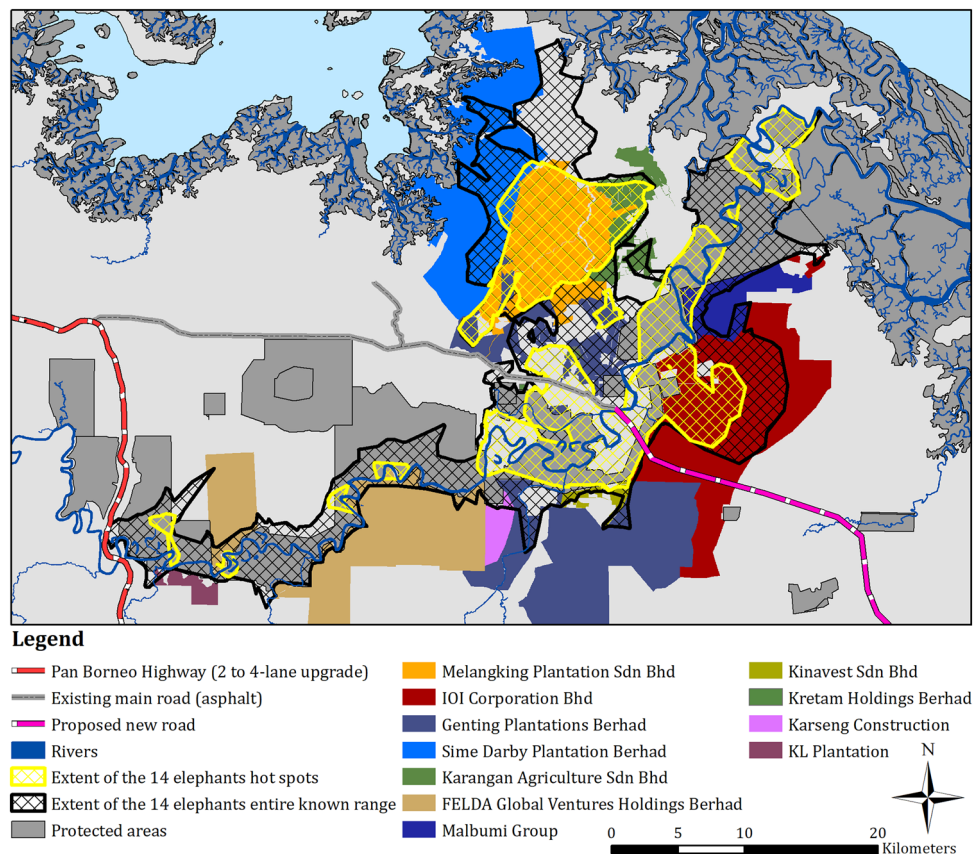 Legend
Pan Borneo Highway (2 to 4-lane upgrade)
Existing main road (asphalt)
Proposed new road
Rivers
Extent of the 14 elephants hot spots
Extent of the 14 elephants entire known range
Protected areas
Melangking Plantation Sdn Bhd
IOI Corporation Bhd
Genting Plantations Berhad
Sime Darby Plantation Berhad
Karangan Agriculture Sdn Bhd
FELDA Global Ventures Holdings Berhad
Malbumi Group
Kinavest Sdn Bhd
Kretam Holdings Berhad
Karseng Construction
KL Plantation
N
0 5 10 20
Kilometers